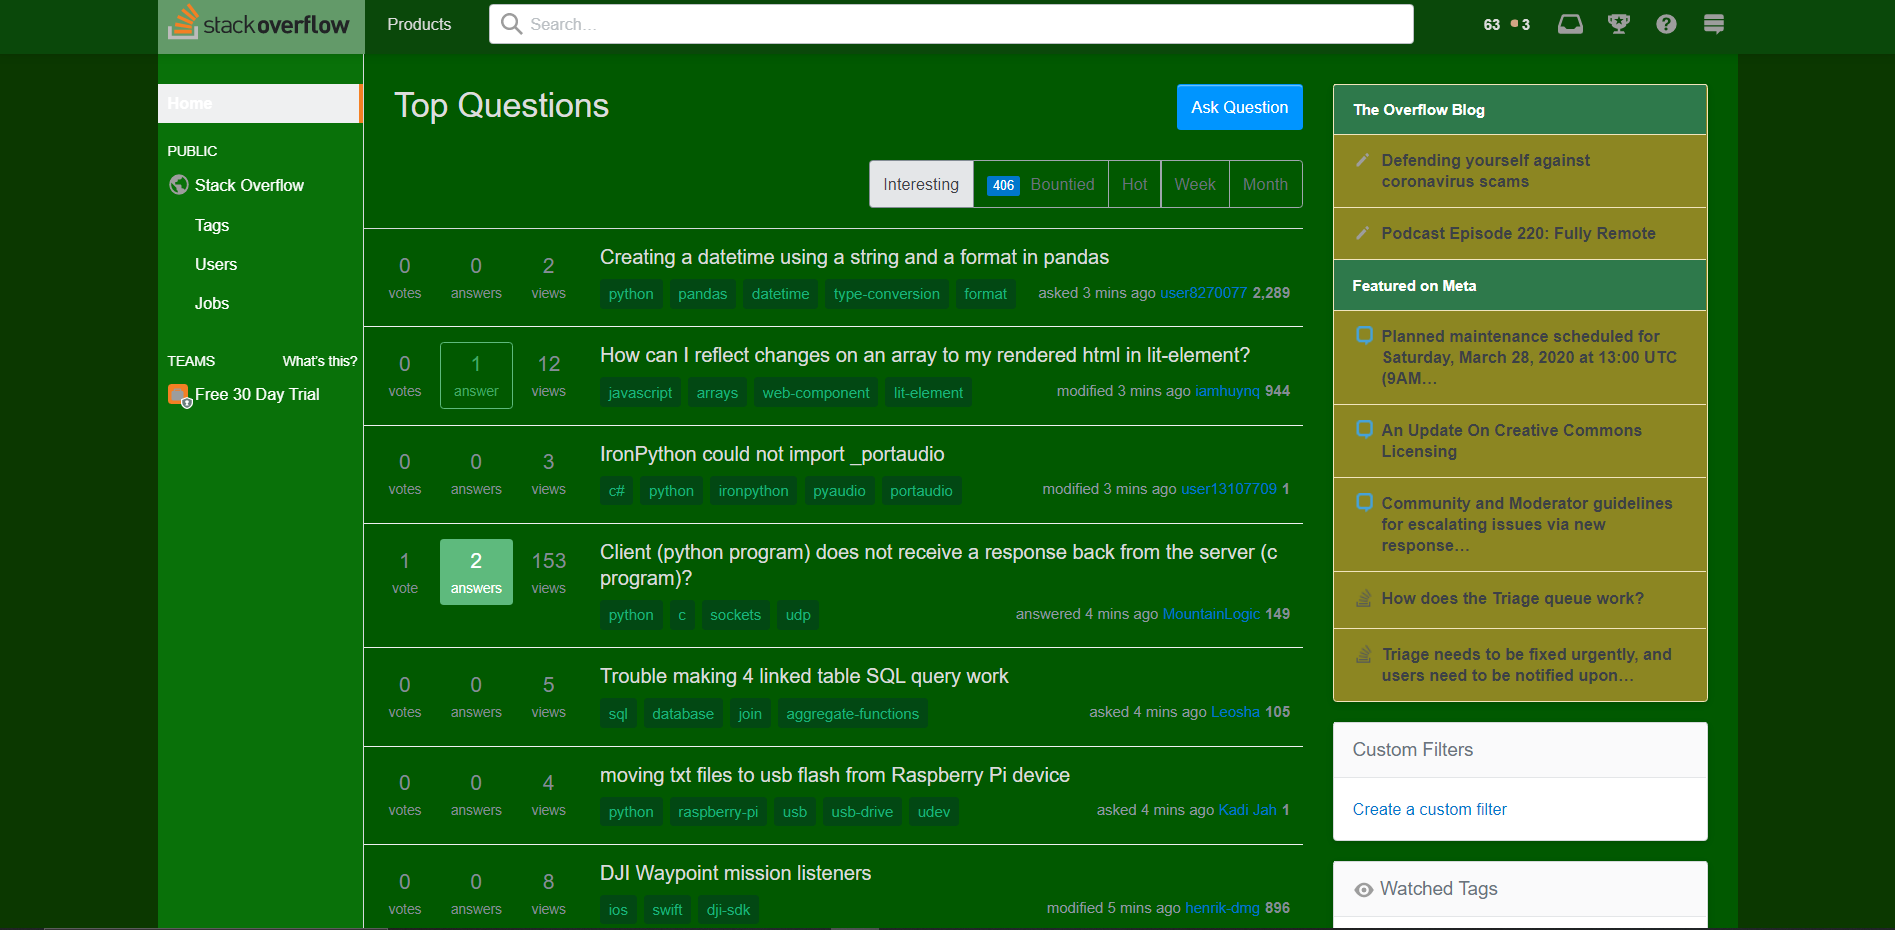 stack overflow
Products
Search...
63 3
Home
PUBLIC
Stack Overflow
Tags
Users
Jobs
TEAMS What's this?
Free 30 Day Trial
Top Questions
Ask Question
Interesting 406 Bountied Hot Week Month
0 votes 0 answers 2 views
Creating a datetime using a string and a format in pandas
python pandas datetime type-conversion format
asked 3 mins ago user8270077 2,289
0 votes 1 answer 12 views
How can I reflect changes on an array to my rendered html in lit-element?
javascript arrays web-component lit-element
modified 3 mins ago iamhuynq 944
0 votes 0 answers 3 views
IronPython could not import _portaudio
c# python ironpython pyaudio portaudio
modified 3 mins ago user13107709 1
1 vote 2 answers 153 views
Client (python program) does not receive a response back from the server (c
program)?
python c sockets udp
answered 4 mins ago MountainLogic 149
0 votes 0 answers 5 views
Trouble making 4 linked table SQL query work
sql database join aggregate-functions
asked 4 mins ago Leosha 105
0 votes 0 answers 4 views
moving txt files to usb flash from Raspberry Pi device
python raspberry-pi usb usb-drive udev
asked 4 mins ago Kadi Jah 1
0 votes 0 answers 8 views
DJI Waypoint mission listeners
ios swift dji-sdk
modified 5 mins ago henrik-dmg 896
The Overflow Blog
Defending yourself against
coronavirus scams
Podcast Episode 220: Fully Remote
Featured on Meta
Planned maintenance scheduled for
Saturday, March 28, 2020 at 13:00 UTC
(9AM…
An Update On Creative Commons
Licensing
Community and Moderator guidelines
for escalating issues via new
response…
How does the Triage queue work?
Triage needs to be fixed urgently, and
users need to be notified upon…
Custom Filters
Create a custom filter
Watched Tags